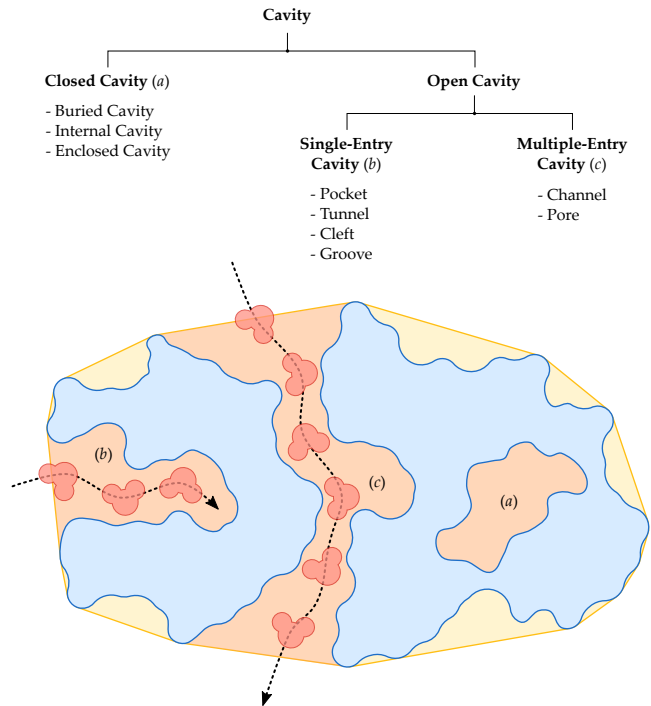 Cavity
Closed Cavity (a)
- Buried Cavity
- Internal Cavity
- Enclosed Cavity
Open Cavity
Single-Entry
Cavity (b)
- Pocket
- Tunnel
- Cleft
- Groove
Multiple-Entry
Cavity (c)
- Channel
- Pore
(b)
(c)
(a)